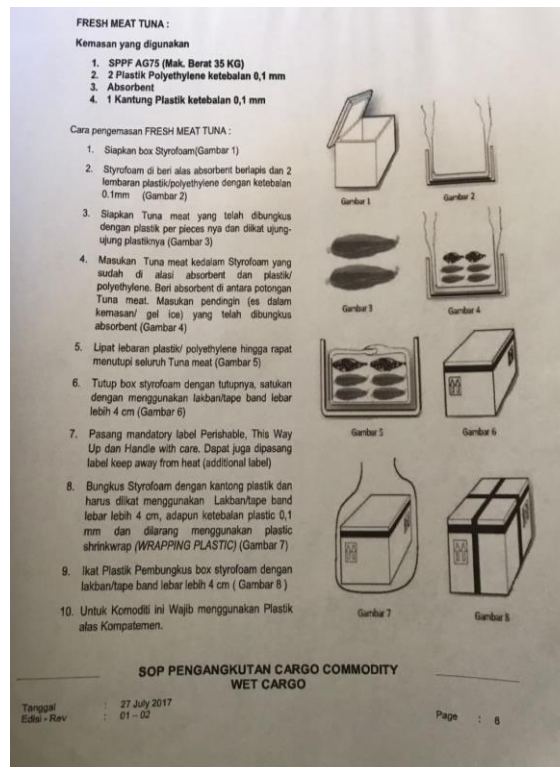 FRESH MEAT TUNA :
Kemasan yang digunakan
1. SPPF AG75 (Mak. Berat 35 KG)
2. 2 Plastik Polyethylene ketebalan 0,1 mm
3. Absorbent
4. 1 Kantung Plastik ketebalan 0,1 mm
Cara pengemasan FRESH MEAT TUNA :
1. Siapkan box Styrofoam(Gambar 1)
2. Styrofoam di beri alas absorbent berlapis dan 2
lembaran plastik/polyethylene dengan ketebalan
0.1mm (Gambar 2)
3. Siapkan Tuna meat yang telah dibungkus
dengan plastik per pieces nya dan diikat ujung-
ujung plastiknya (Gambar 3)
4. Masukan Tuna meat kedalam Styrofoam yang
sudah di alasi absorbent dan plastik/
polyethylene. Beri absorbent di antara potongan
Tuna meat. Masukan pendingin (es dalam
kemasan/ gel ice) yang telah dibungkus
absorbent (Gambar 4)
5. Lipat lebaran plastik/ polyethylene hingga rapat
menutupi seluruh Tuna meat (Gambar 5)
6. Tutup box styrofoam dengan tutupnya, satukan
dengan menggunakan lakban/tape band lebar
lebih 4 cm (Gambar 6)
7. Pasang mandatory label Perishable, This Way
Up dan Handle with care. Dapat juga dipasang
label keep away from heat (additional label)
8. Bungkus Styrofoam dengan kantong plastik dan
harus diikat menggunakan Lakban/tape band
lebar lebih 4 cm, adapun ketebalan plastic 0,1
mm dan dilarang menggunakan plastic
shrinkwrap (WRAPPING PLASTIC) (Gambar 7)
9. Ikat Plastik Pembungkus box styrofoam dengan
lakban/tape band lebar lebih 4 cm ( Gambar 8 )
10. Untuk Komoditi ini Wajib menggunakan Plastik
alas Kompatemen.
Gambar 1
Gambar 2
Gambar 3
Gambar 4
Gambar 5
Gambar 6
Gambar 7
Gambar 8
SOP PENGANGKUTAN CARGO COMMODITY
WET CARGO
Tanggal : 27 July 2017
Edisi - Rev : 01 – 02
Page : 6